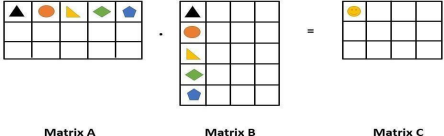 . =
Matrix A Matrix B Matrix C